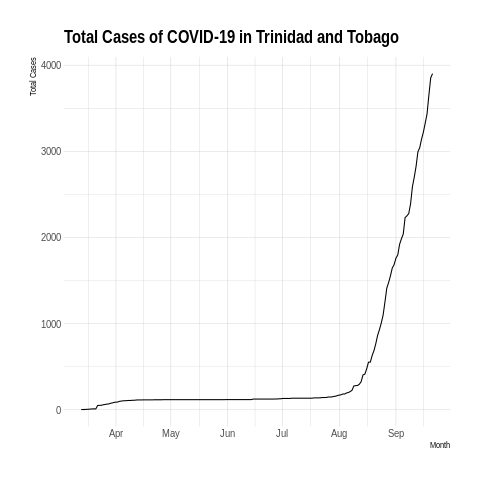 Total Cases of COVID-19 in Trinidad and Tobago
Total Cases
4000
3000
2000
1000
0
Apr May Jun Jul Aug Sep
Month